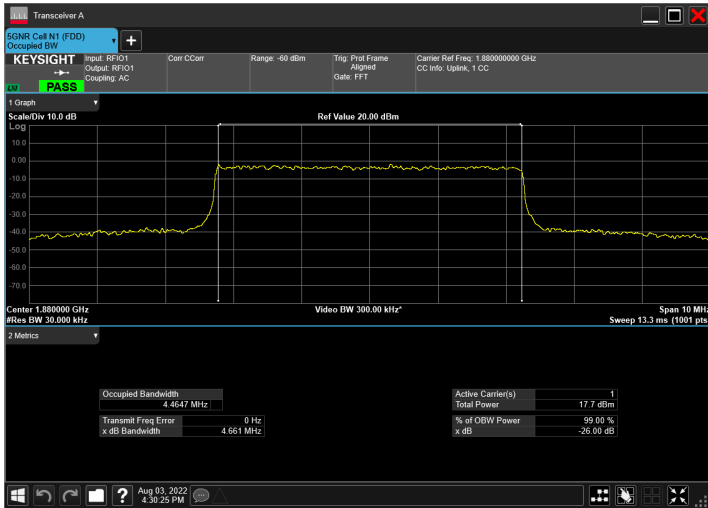 Transceiver A
5GNR Cell N1 (FDD)
Occupied BW
KEYSIGHT
Input: RFIO1
Output: RFIO1
Coupling: AC
Corr CCorr
Range: -60 dBm
Trig: Prot Frame
Aligned
Gate: FFT
Carrier Ref Freq: 1.880000000 GHz
CC Info: Uplink, 1 CC
LXI
PASS
1 Graph
Scale/Div 10.0 dB
Ref Value 20.00 dBm
Log
10.0
0.00
-10.0
-20.0
-30.0
-40.0
-50.0
-60.0
-70.0
Center 1.880000 GHz
#Res BW 30.000 kHz
Video BW 300.00 kHz*
Span 10 MHz
Sweep 13.3 ms (1001 pts
2 Metrics
Occupied Bandwidth
4.4647 MHz
Transmit Freq Error 0 Hz
x dB Bandwidth 4.661 MHz
Active Carrier(s) 1
Total Power 17.7 dBm
% of OBW Power 99.00 %
x dB -26.00 dB
Aug 03, 2022
4:30:25 PM